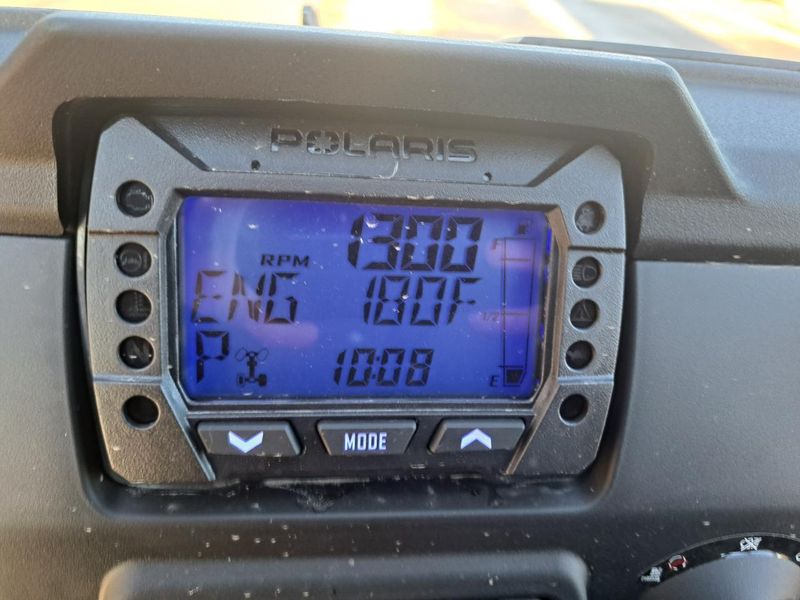 POLARIS
1300
RPM
F
ENG 180F
1/2
P 10:08
E
MODE